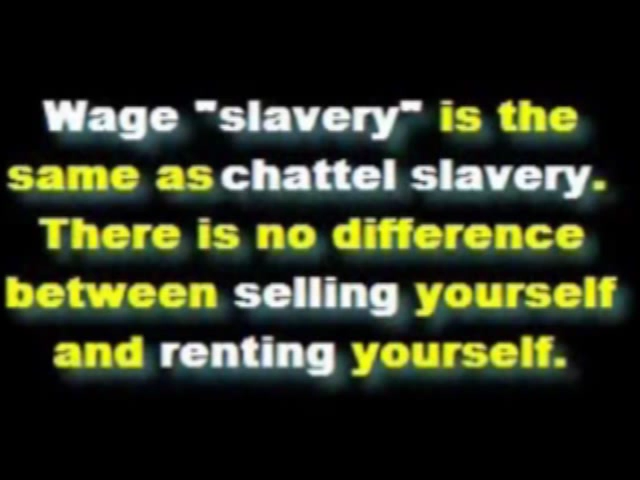 Wage "slavery" is the
same as chattel slavery.
There is no difference
between selling yourself
and renting yourself.